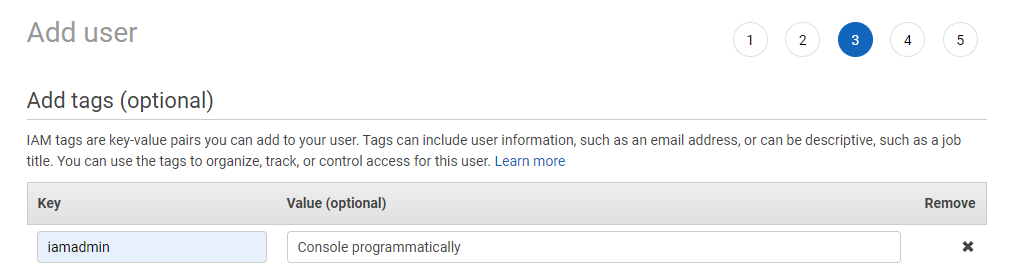 Add user
1 2 3 4 5
Add tags (optional)
IAM tags are key-value pairs you can add to your user. Tags can include user information, such as an email address, or can be descriptive, such as a job
title. You can use the tags to organize, track, or control access for this user. Learn more
Key Value (optional) Remove
iamadmin Console programmatically ✖